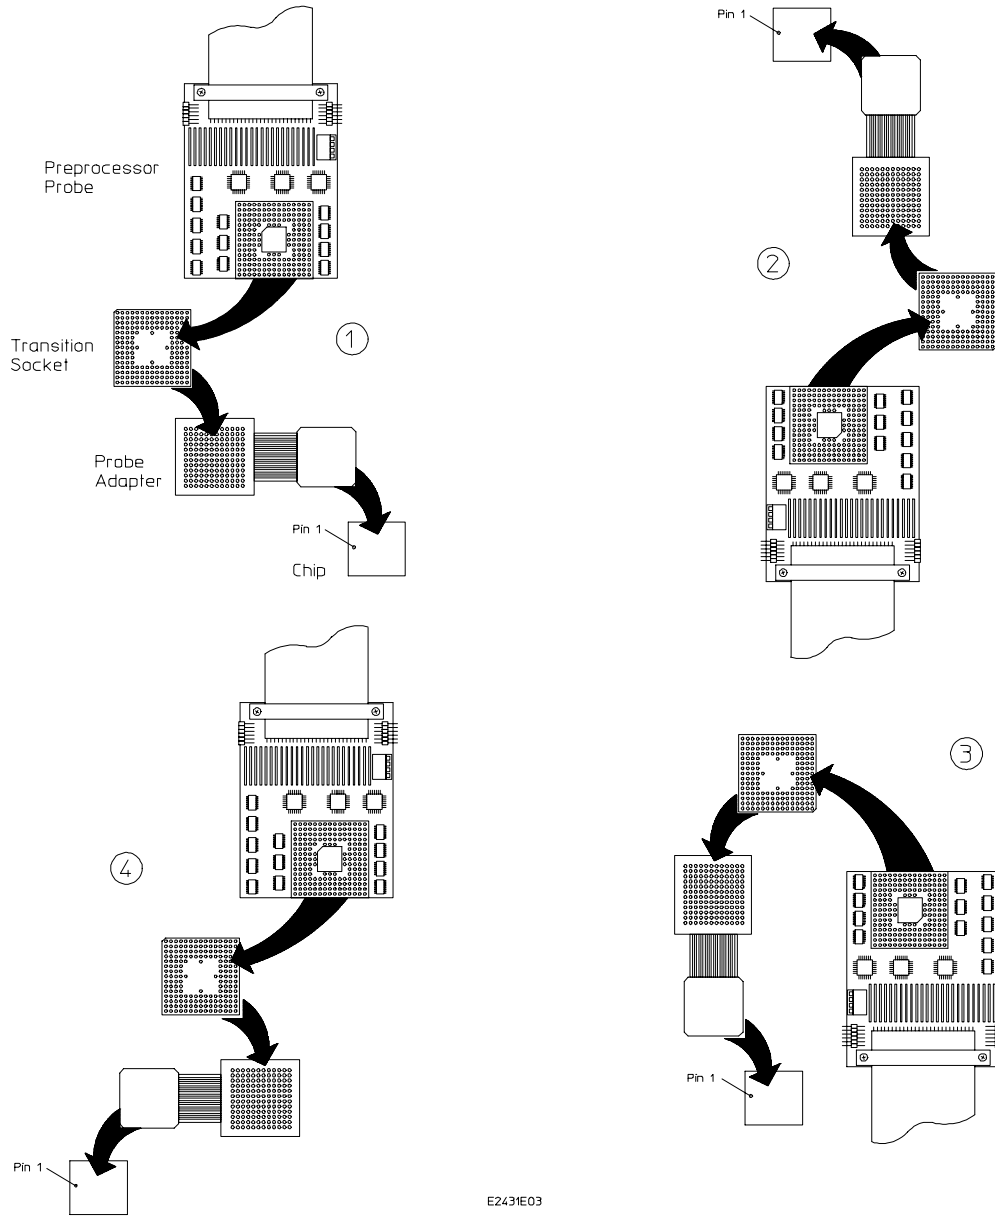 Pin 1
Preprocessor
Probe
2
1
Transition
Socket
Probe
Adapter
Pin 1
Chip
3
4
Pin 1
Pin 1
E2431E03